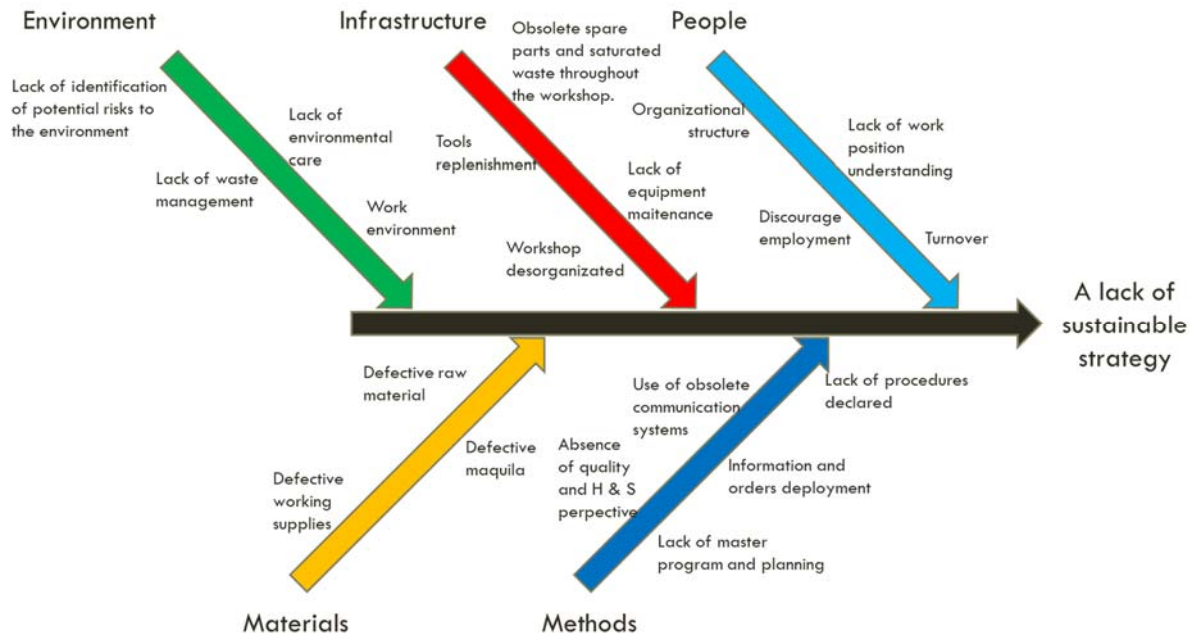 Environment
Infrastructure
People
Obsolete spare
parts and saturated
waste throughout
the workshop.
Lack of identification
of potential risks to
the environment
Lack of
environmental
care
Lack of waste
management
Work
environment
Tools
replenishment
Lack of
equipment
maitenance
Workshop
desorganizated
Organizational
structure
Lack of work
position
understanding
Discourage
employment
Turnover
A lack of
sustainable
strategy
Defective raw
material
Defective
maquila
Defective
working
supplies
Use of obsolete
communication
systems
Lack of procedures
declared
Absence
of quality
and H & S
perpective
Information and
orders deployment
Lack of master
program and planning
Materials
Methods